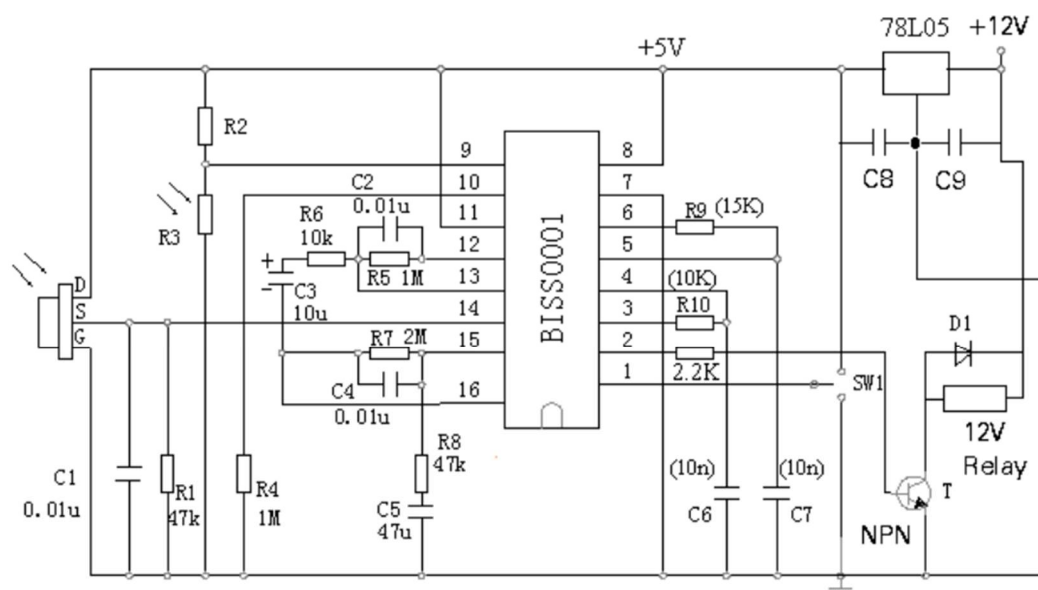 78L05 +12V
+5V
R2
R3
9
10
11
12
13
14
15
16
8
7
6
5
4
3
2
1
BISS0001
C2
0.01u
R6
10k
R5 1M
+
-
C3
10u
R7 2M
C4
0.01u
R8
47k
C5
47u
R9 (15K)
(10K)
R10
2.2K
SW1
C8 C9
D1
12V
Relay
T
NPN
D
S
G
C1
0.01u
R1
47k
R4
1M
(10n) (10n)
C6 C7